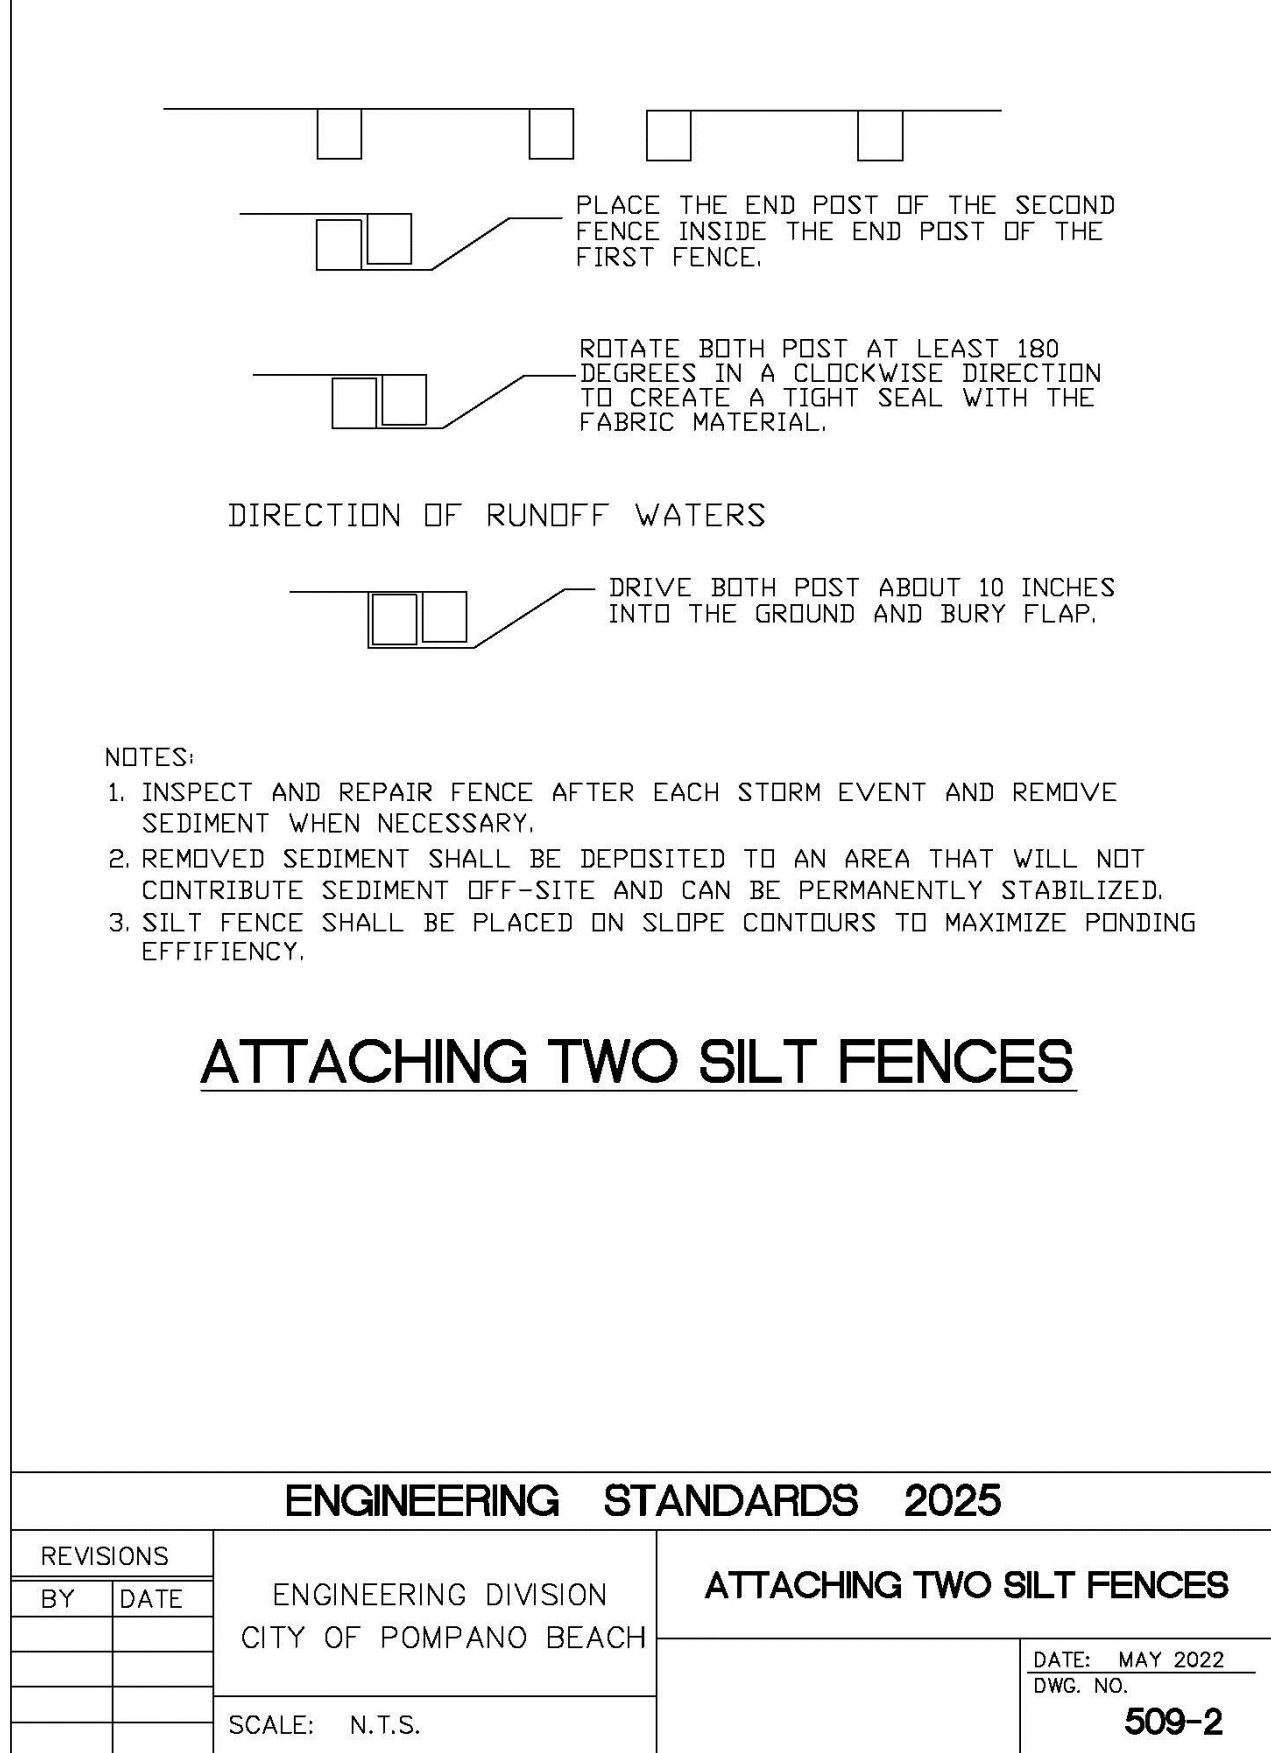 PLACE THE END POST OF THE SECOND
FENCE INSIDE THE END POST OF THE
FIRST FENCE.
ROTATE BOTH POST AT LEAST 180
DEGREES IN A CLOCKWISE DIRECTION
TO CREATE A TIGHT SEAL WITH THE
FABRIC MATERIAL.
DIRECTION OF RUNOFF WATERS
DRIVE BOTH POST ABOUT 10 INCHES
INTO THE GROUND AND BURY FLAP.
NOTES:
1. INSPECT AND REPAIR FENCE AFTER EACH STORM EVENT AND REMOVE
SEDIMENT WHEN NECESSARY.
2. REMOVED SEDIMENT SHALL BE DEPOSITED TO AN AREA THAT WILL NOT
CONTRIBUTE SEDIMENT OFF-SITE AND CAN BE PERMANENTLY STABILIZED.
3. SILT FENCE SHALL BE PLACED ON SLOPE CONTOURS TO MAXIMIZE PONDING
EFFIFIENCY.
ATTACHING TWO SILT FENCES
ENGINEERING STANDARDS 2025
REVISIONS
BY DATE
ENGINEERING DIVISION
CITY OF POMPANO BEACH
SCALE: N.T.S.
ATTACHING TWO SILT FENCES
DATE: MAY 2022
DWG. NO.
509-2